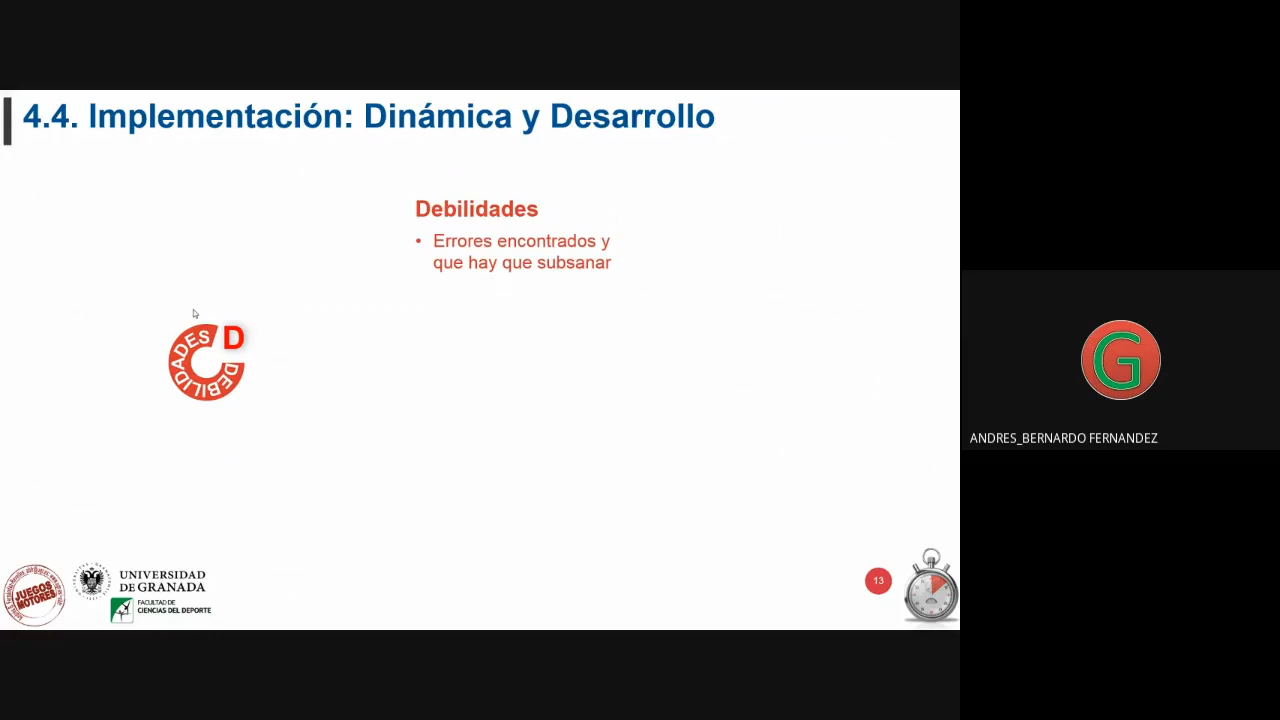 4.4. Implementación: Dinámica y Desarrollo
Debilidades
• Errores encontrados y
que hay que subsanar
D
DEBILIDADES
G
ANDRES_BERNARDO FERNANDEZ
JUEGOS
MOTORES
UNIVERSIDAD
DE GRANADA
FACULTAD DE
CIENCIAS DEL DEPORTE
13